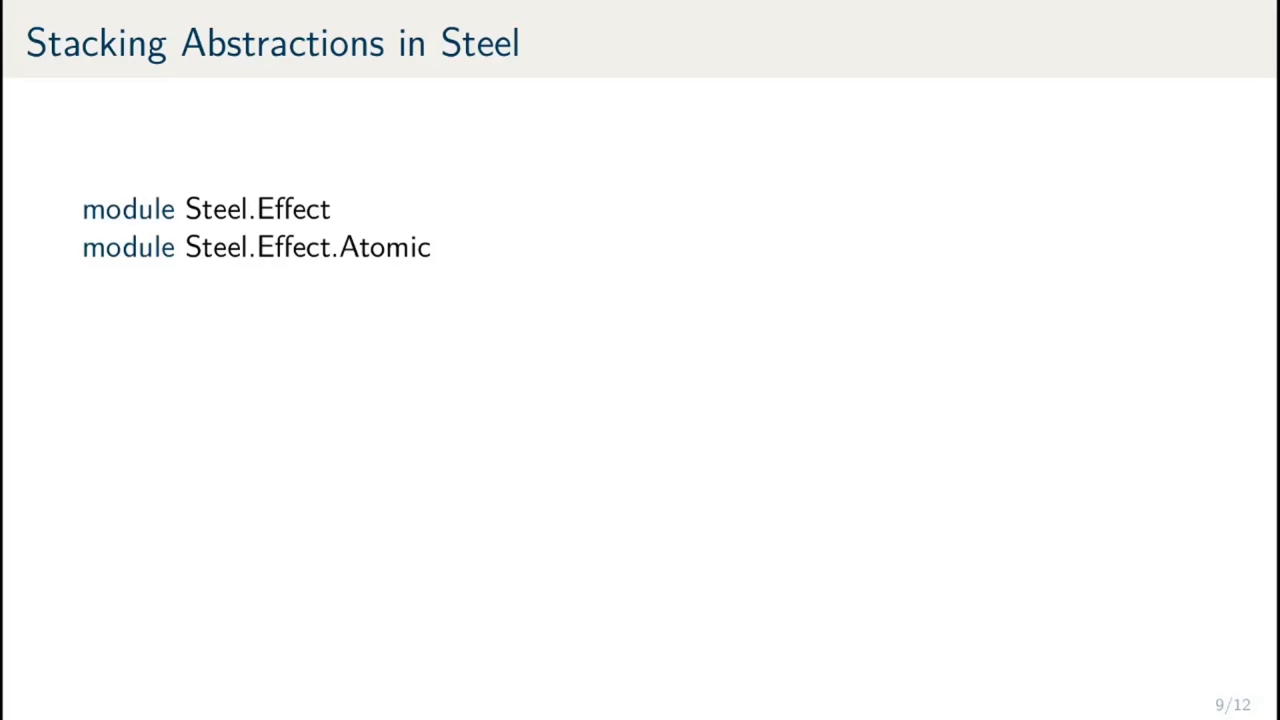 Stacking Abstractions in Steel
module Steel.Effect
module Steel.Effect.Atomic
9/12